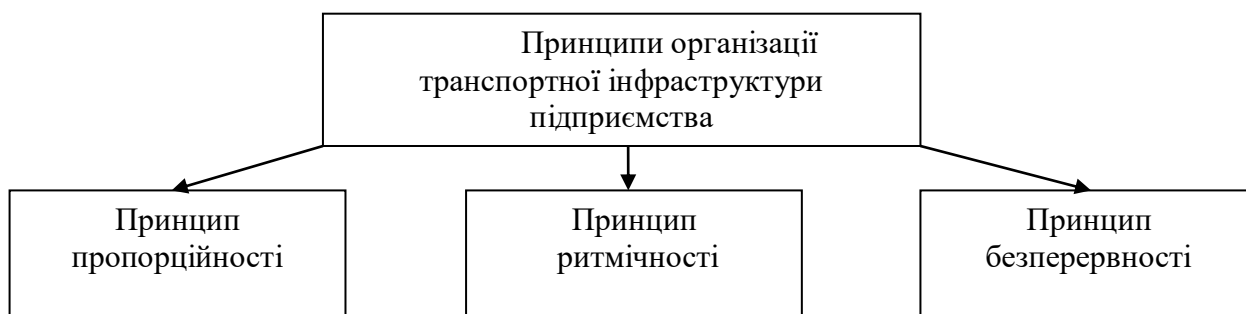 Принципи організації
транспортної інфраструктури
підприємства
Принцип
пропорційності
Принцип
ритмічності
Принцип
безперервності